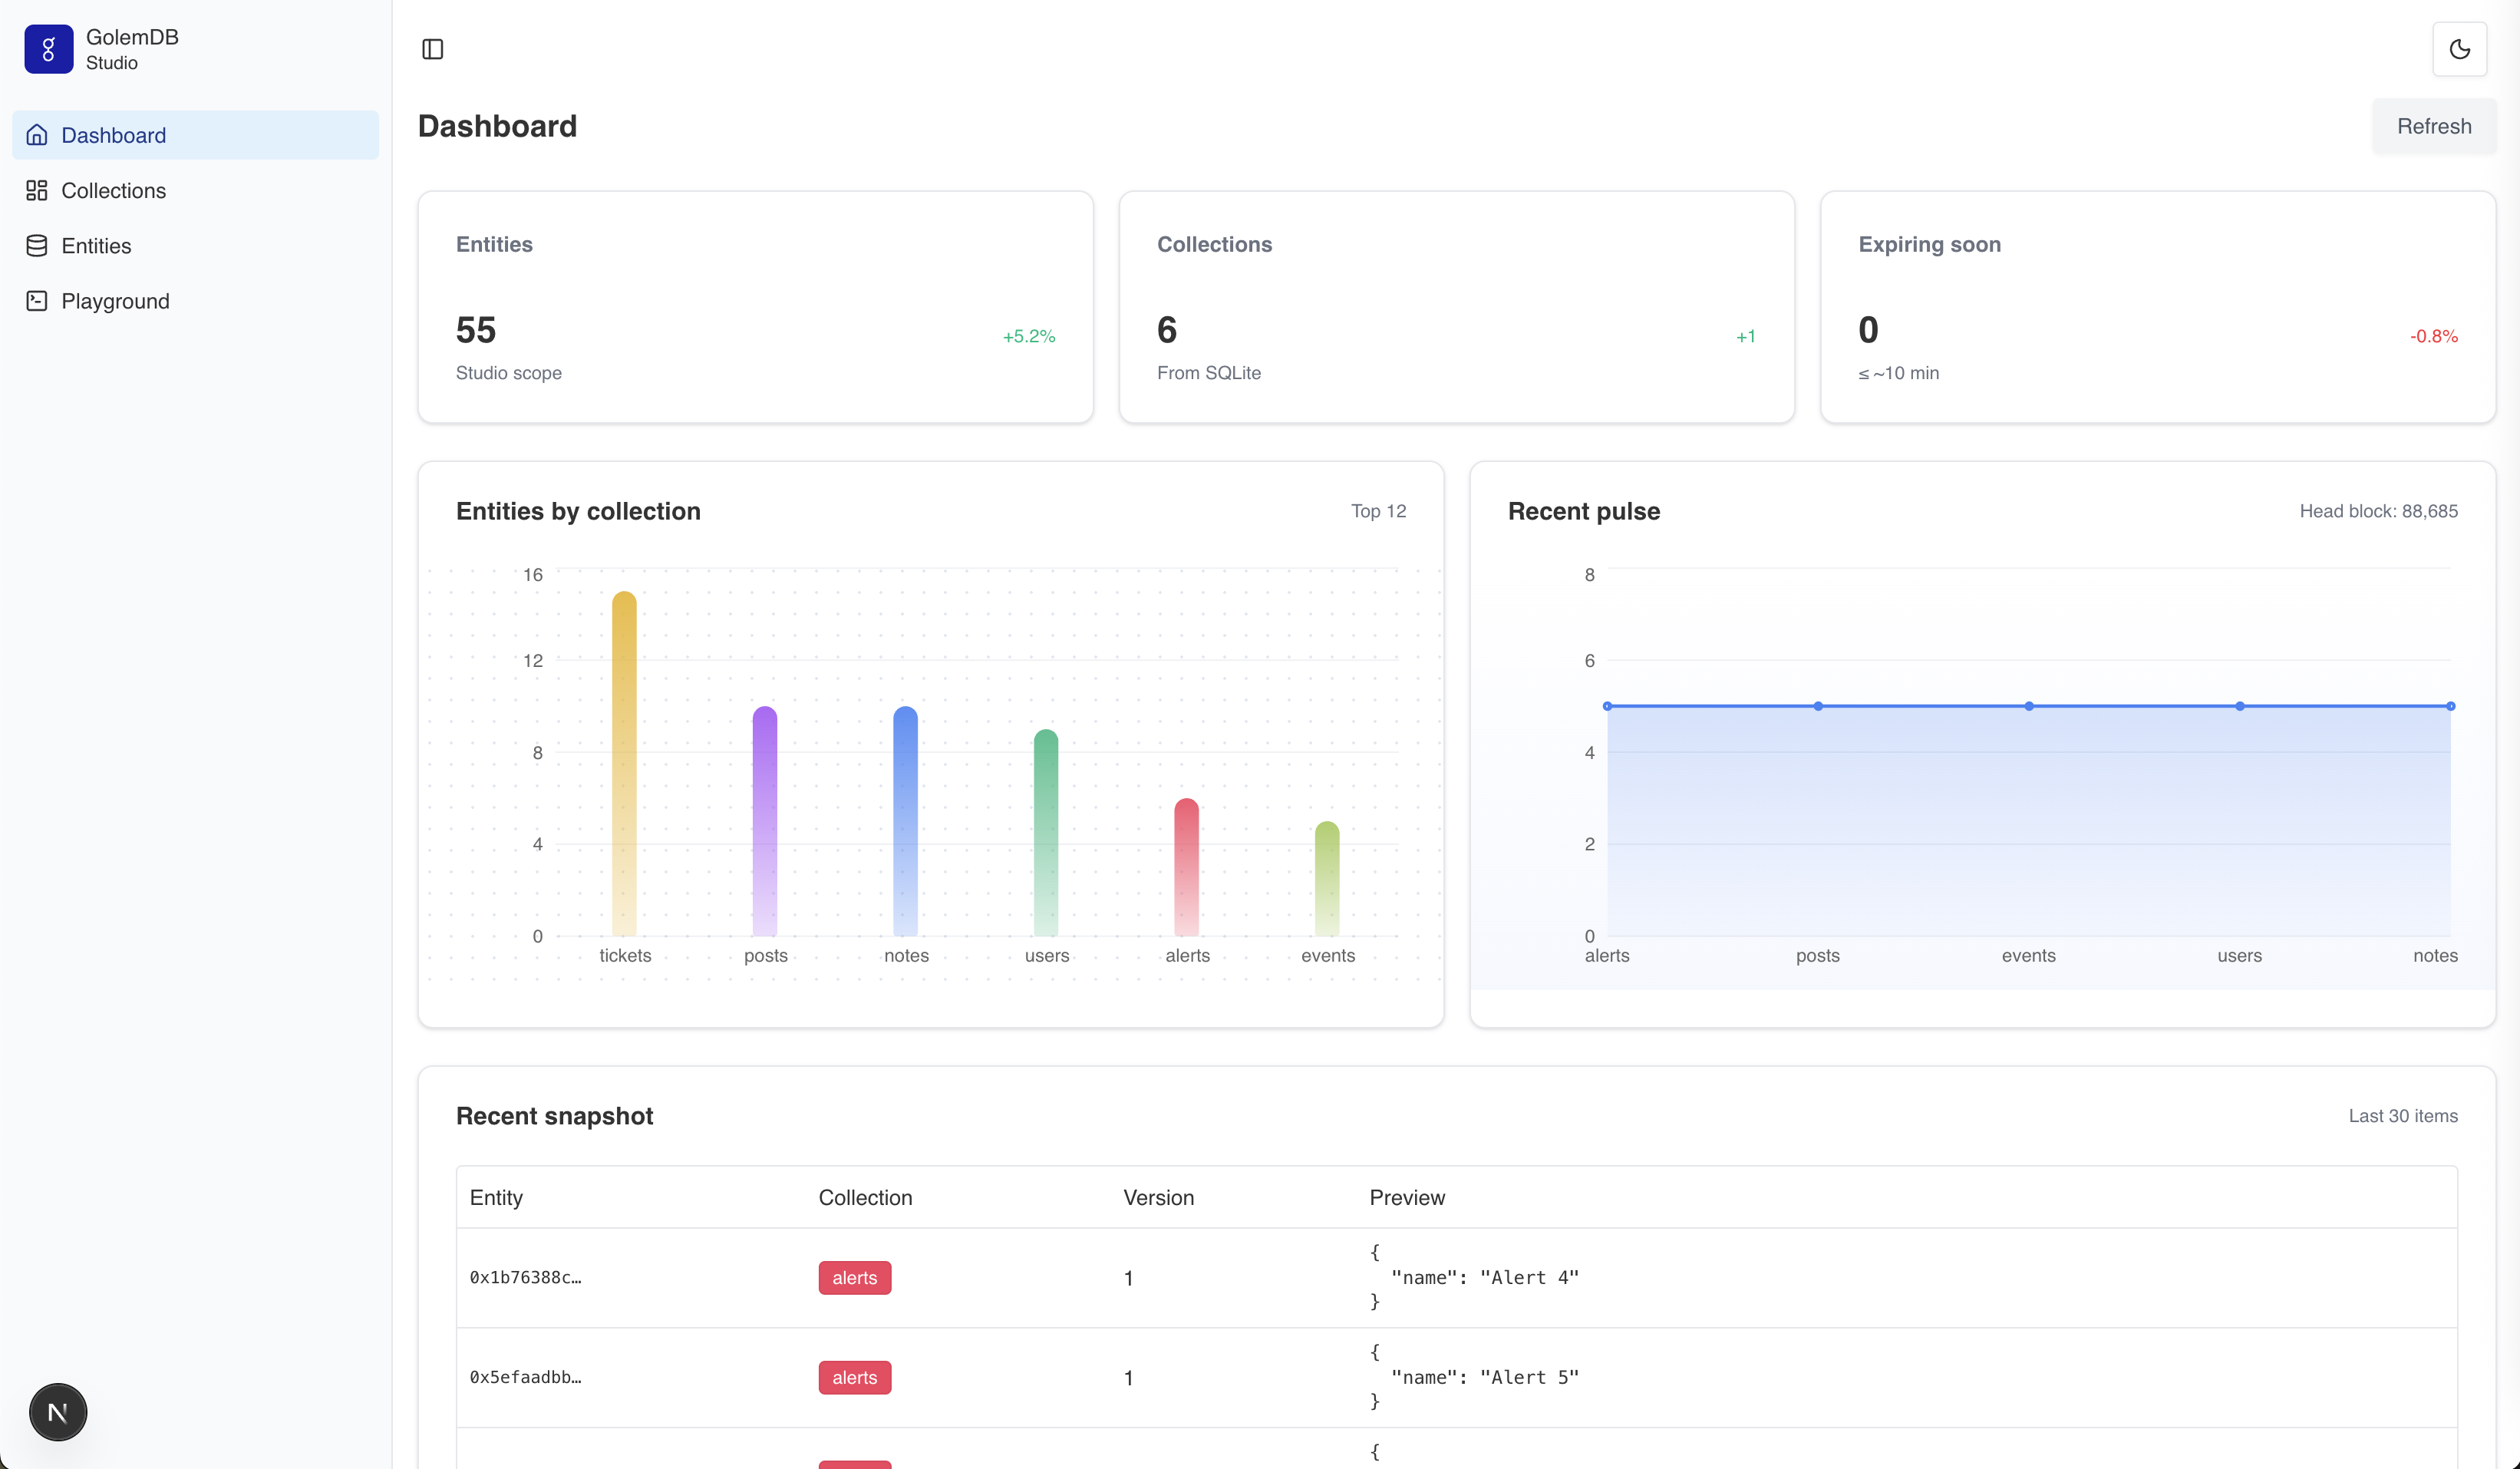 GolemDB
Studio
Dashboard
Collections
Entities
Playground
Dashboard
Refresh
Entities
55
+5.2%
Studio scope
Collections
6
+1
From SQLite
Expiring soon
0
-0.8%
≤ ~10 min
Entities by collection
Top 12
16
12
8
4
0
tickets posts notes users alerts events
Recent pulse
Head block: 88,685
8
6
4
2
0
alerts posts events users notes
Recent snapshot
Last 30 items
Entity Collection Version Preview
{
0x1b76388c… alerts 1 "name": "Alert 4"
}
{
0x5efaadbb… alerts 1 "name": "Alert 5"
}
{
N